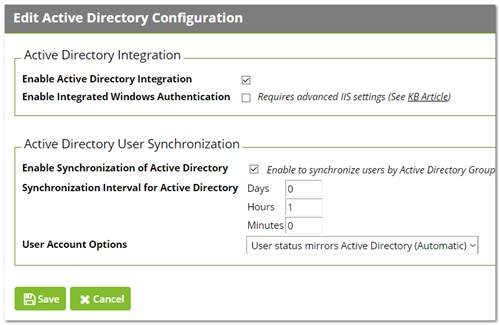 Edit Active Directory Configuration
Active Directory Integration
Enable Active Directory Integration
Enable Integrated Windows Authentication Requires advanced IIS settings (See KB Article)
Active Directory User Synchronization
Enable Synchronization of Active Directory Enable to synchronize users by Active Directory Group
Synchronization Interval for Active Directory Days 0
Hours 1
Minutes 0
User Account Options User status mirrors Active Directory (Automatic)
Save Cancel